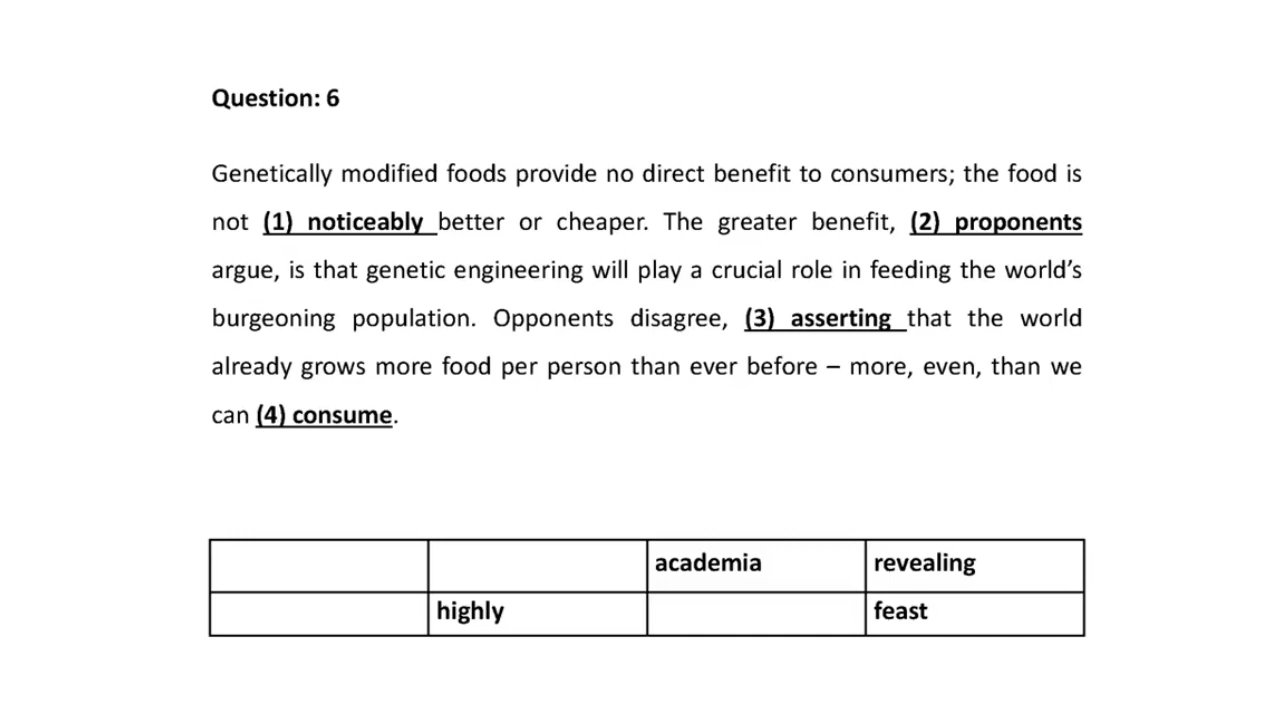 Question: 6
Genetically modified foods provide no direct benefit to consumers; the food is
not (1) noticeably better or cheaper. The greater benefit, (2) proponents
argue, is that genetic engineering will play a crucial role in feeding the world’s
burgeoning population. Opponents disagree, (3) asserting that the world
already grows more food per person than ever before – more, even, than we
can (4) consume.
academia revealing
highly feast